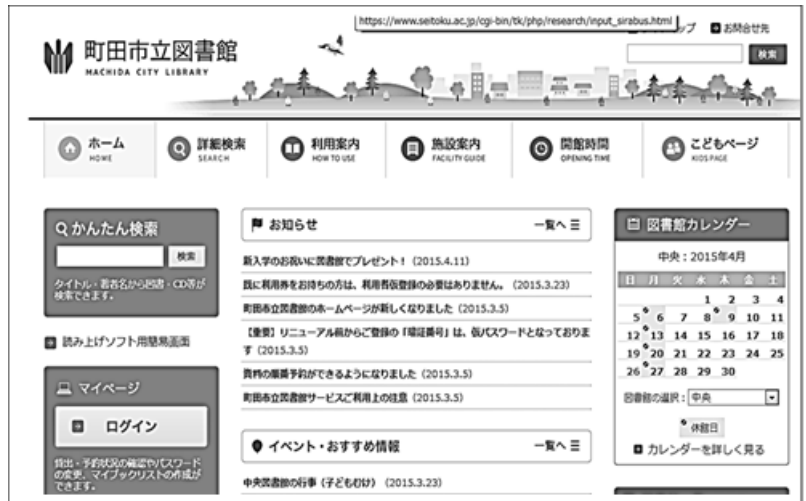 https://www.seitoku.ac.jp/cgi-bin/tk/php/research/input_sirabus.html
ップ お問合せ先
町田市立図書館
MACHIDA CITY LIBRARY
検索
ホーム
HOME
詳細検索
SEARCH
利用案内
HOW TO USE
施設案内
FACILITY GUIDE
開館時間
OPENING TIME
こどもページ
KIDS PAGE
かんたん検索
検索
タイトル・著者名から図書・CD等が
検索できます。
読み上げソフト用簡易画面
マイページ
ログイン
貸出・予約状況の確認やパスワード
の変更、マイブックリストの作成が
できます。
お知らせ 一覧へ
新入学のお祝いに図書館でプレゼント！ (2015.4.11)
既に利用券をお持ちの方は、利用者仮登録の必要はありません。 (2015.3.23)
町田市立図書館のホームページが新しくなりました (2015.3.5)
【重要】リニューアル前からご登録の「暗証番号」は、仮パスワードとなっておりま
す (2015.3.5)
資料の順番予約ができるようになりました (2015.3.5)
町田市立図書館サービスご利用上の注意 (2015.3.5)
イベント・おすすめ情報 一覧へ
中央図書館の行事（子どもむけ） (2015.3.23)
図書館カレンダー
中央：2015年4月
日 月 火 水 木 金 土
1 2 3 4
5 6 7 8 9 10 11
12 13 14 15 16 17 18
19 20 21 22 23 24 25
26 27 28 29 30
図書館の選択： 中央
休館日
カレンダーを詳しく見る